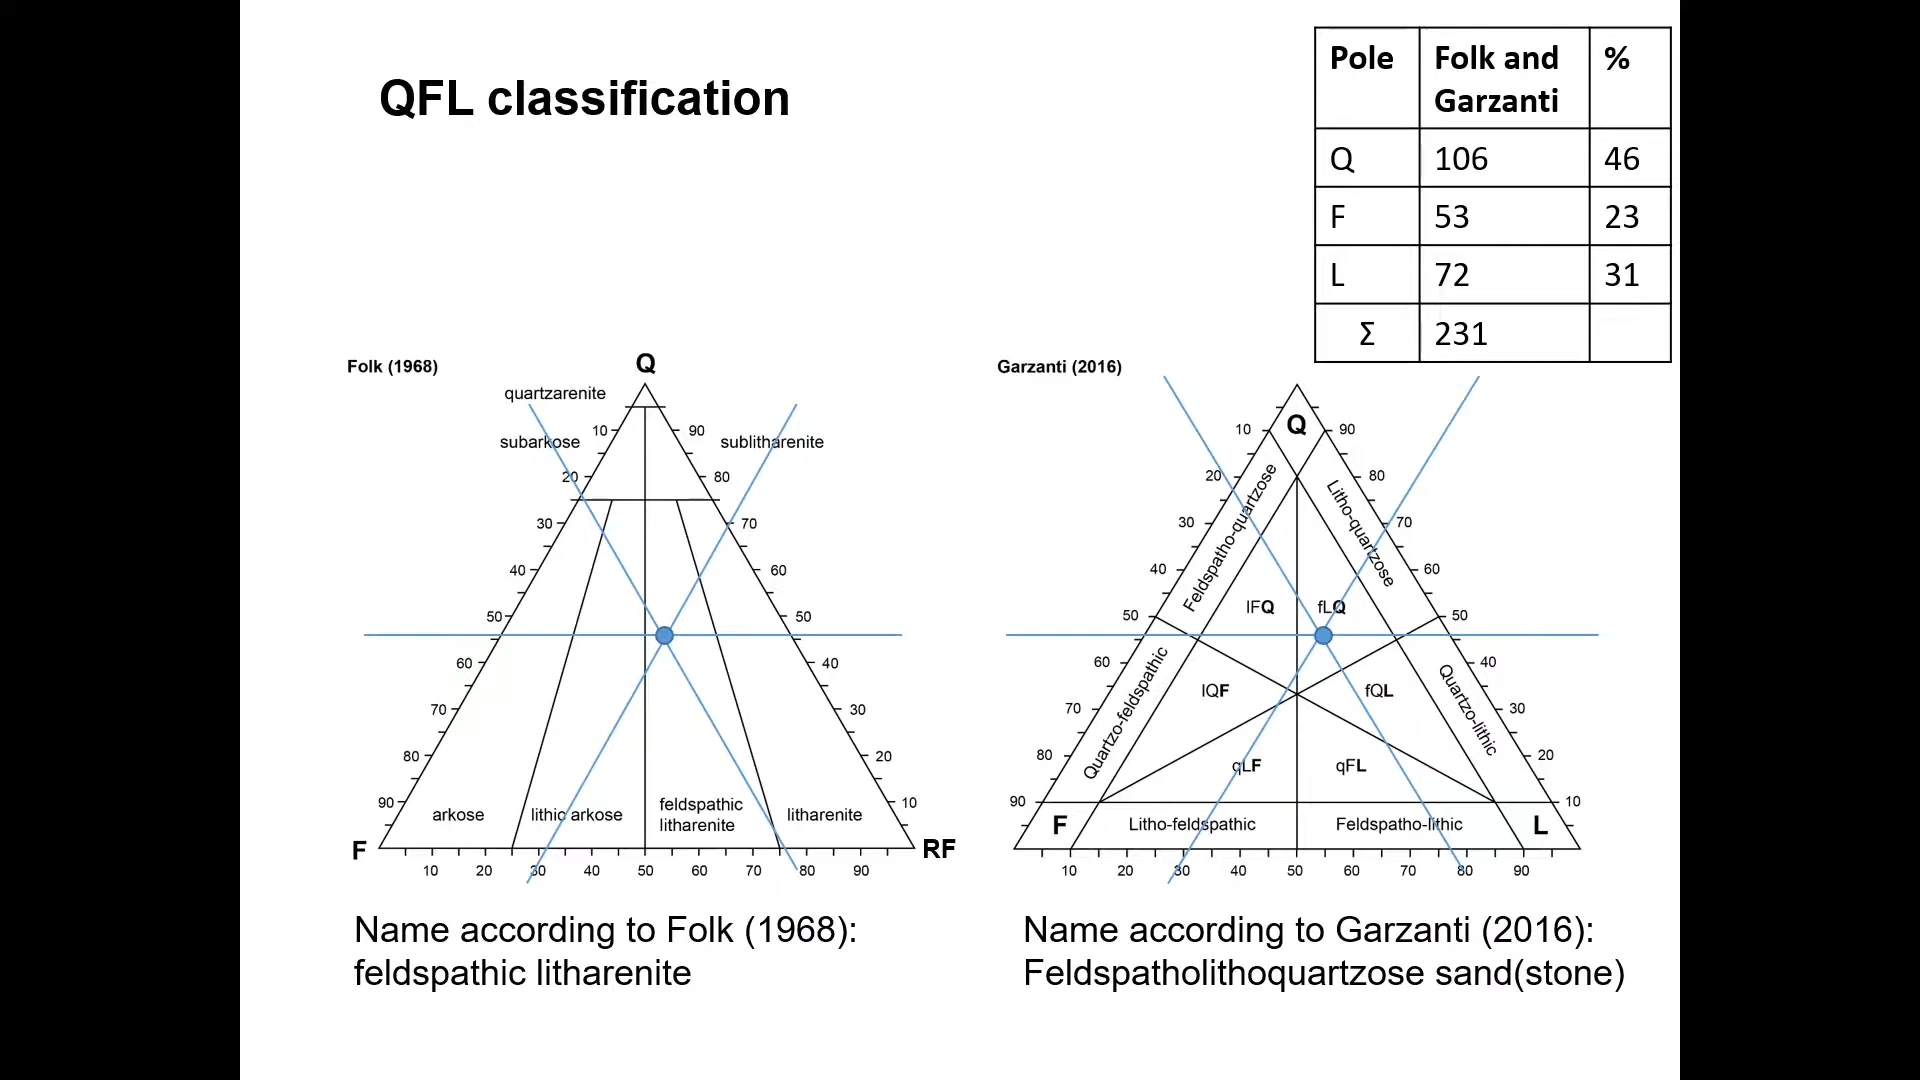 QFL classification
Pole Folk and Garzanti %
Q 106 46
F 53 23
L 72 31
Σ 231
Folk (1968)
Q
quartzarenite
subarkose
sublitharenite
10 90
20 80
30 70
40 60
50 50
60 40
70 30
80 20
90 10
arkose
lithic arkose
feldspathic
litharenite
litharenite
F
RF
10 20 30 40 50 60 70 80 90
Name according to Folk (1968):
feldspathic litharenite
Garzanti (2016)
Q
10 90
20 80
30 70
40 60
50 50
60 40
70 30
80 20
90 10
Feldspatho-quartzose
Litho-quartzose
lFQ
fLQ
Quartzo-feldspathic
Quartzo-lithic
lQF
fQL
qLF
qFL
F
Litho-feldspathic
Feldspatho-lithic
L
10 20 30 40 50 60 70 80 90
Name according to Garzanti (2016):
Feldspatholithoquartzose sand(stone)